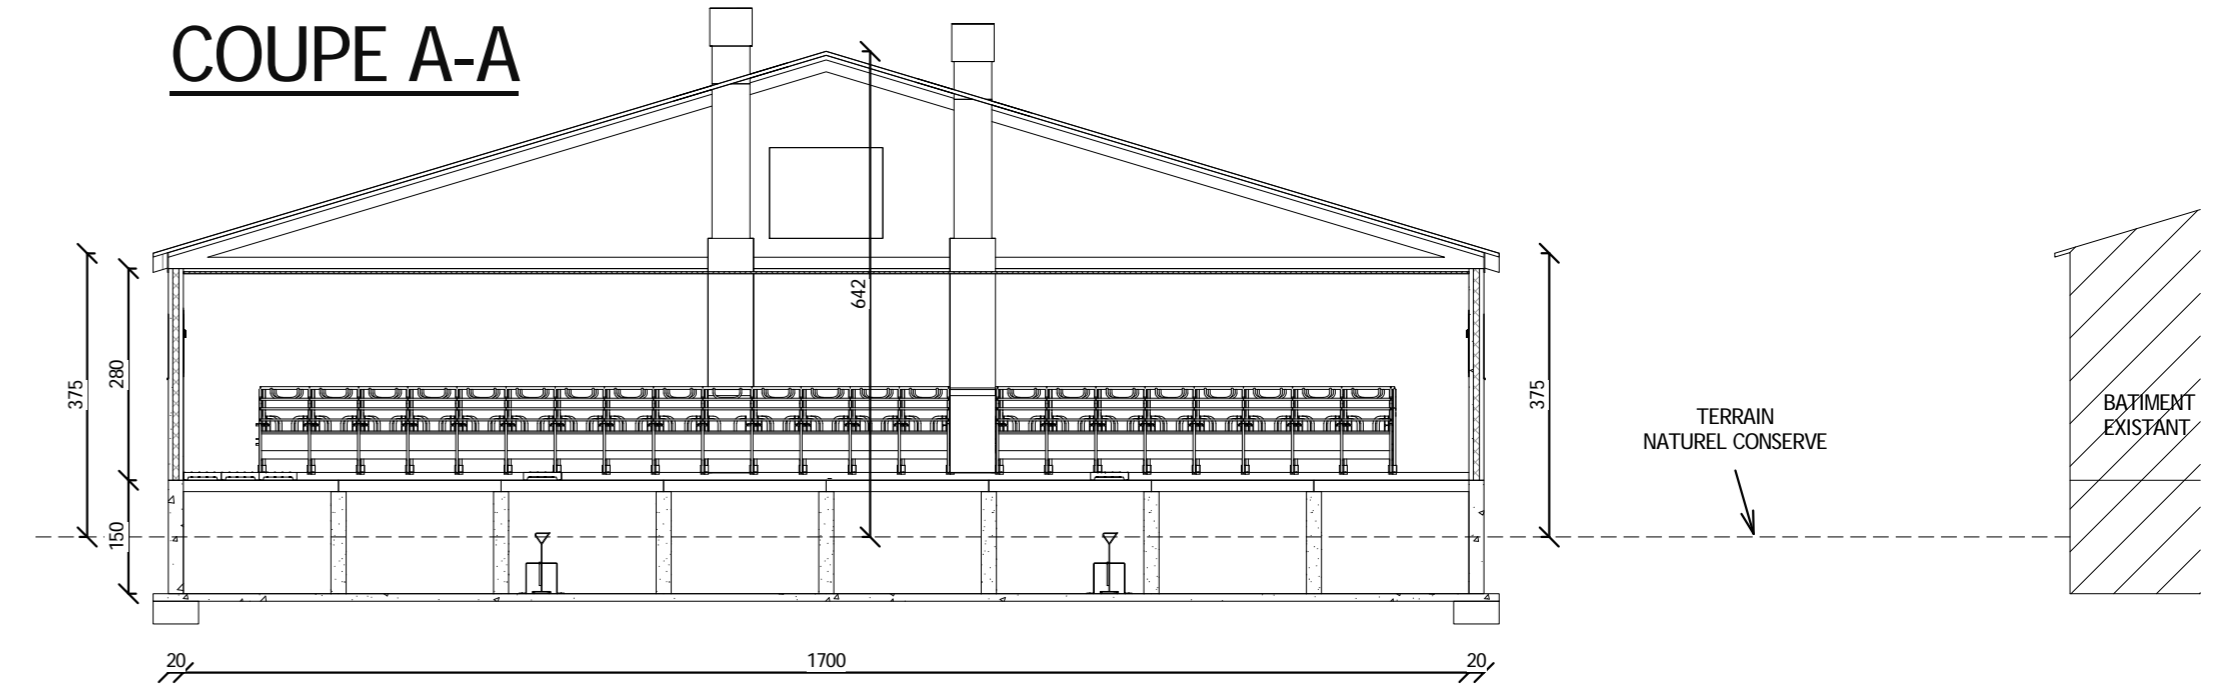 COUPE A-A
642
280
375
375
150
TERRAIN
NATUREL CONSERVE
BATIMENT
EXISTANT
20
1700
20